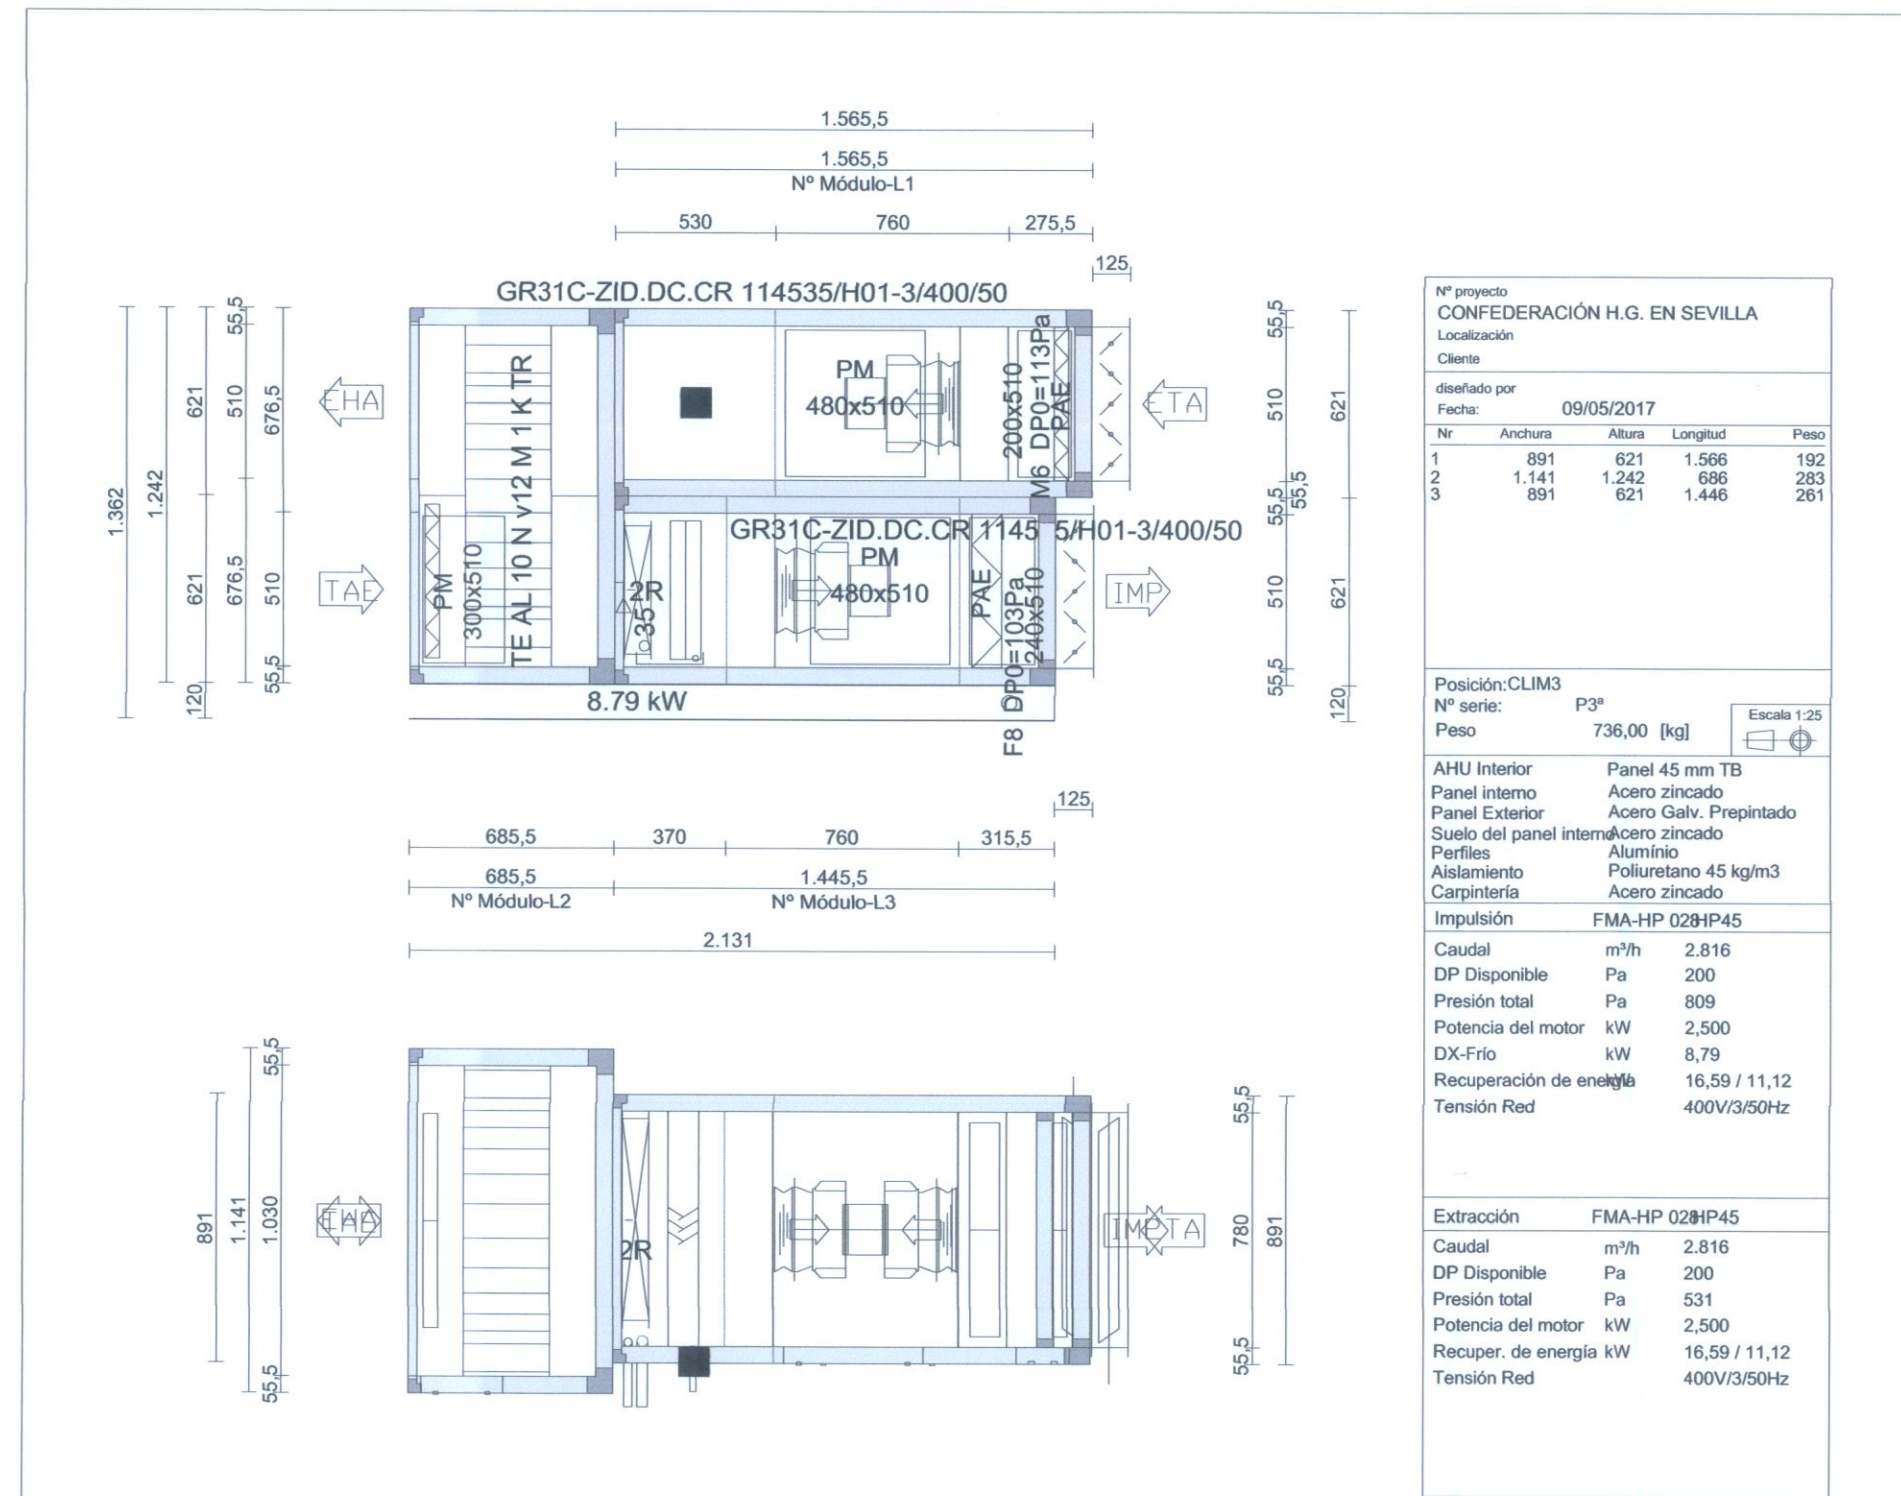 1.565,5
1.565,5
Nº Módulo-L1
530 760 275,5
125
GR31C-ZID.DC.CR 114535/H01-3/400/50
1.362
1.242
621
621
120
55,5
510
676,5
676,5
510
55,5
EHA
TAE
PM
300x510
TE AL 10 N v12 M 1 K TR
PM
480x510
200x510
M6 DP0=113Pa
PAE
ETA
55,5
510
55,5
55,5
510
55,5
621
621
120
GR31C-ZID.DC.CR 1145 5/H01-3/400/50
PM
480x510
2R
35
PAE
F8 DP0=103Pa
240x510
IMP
8.79 kW
125
685,5 370 760 315,5
685,5 1.445,5
Nº Módulo-L2 Nº Módulo-L3
2.131
891
1.141
55,5
1.030
55,5
2R
55,5
780
55,5
891
Nº proyecto
CONFEDERACIÓN H.G. EN SEVILLA
Localización
Cliente
diseñado por
Fecha: 09/05/2017
Nr Anchura Altura Longitud Peso
1 891 621 1.566 192
2 1.141 1.242 686 283
3 891 621 1.446 261
Posición:CLIM3
Nº serie: P3ª
Peso 736,00 [kg]
Escala 1:25
AHU Interior Panel 45 mm TB
Panel interno Acero zincado
Panel Exterior Acero Galv. Prepintado
Suelo del panel interno Acero zincado
Perfiles Alumínio
Aislamiento Poliuretano 45 kg/m3
Carpintería Acero zincado
Impulsión FMA-HP 028HP45
Caudal m³/h 2.816
DP Disponible Pa 200
Presión total Pa 809
Potencia del motor kW 2,500
DX-Frío kW 8,79
Recuperación de energía kW 16,59 / 11,12
Tensión Red 400V/3/50Hz
Extracción FMA-HP 028HP45
Caudal m³/h 2.816
DP Disponible Pa 200
Presión total Pa 531
Potencia del motor kW 2,500
Recuper. de energía kW 16,59 / 11,12
Tensión Red 400V/3/50Hz